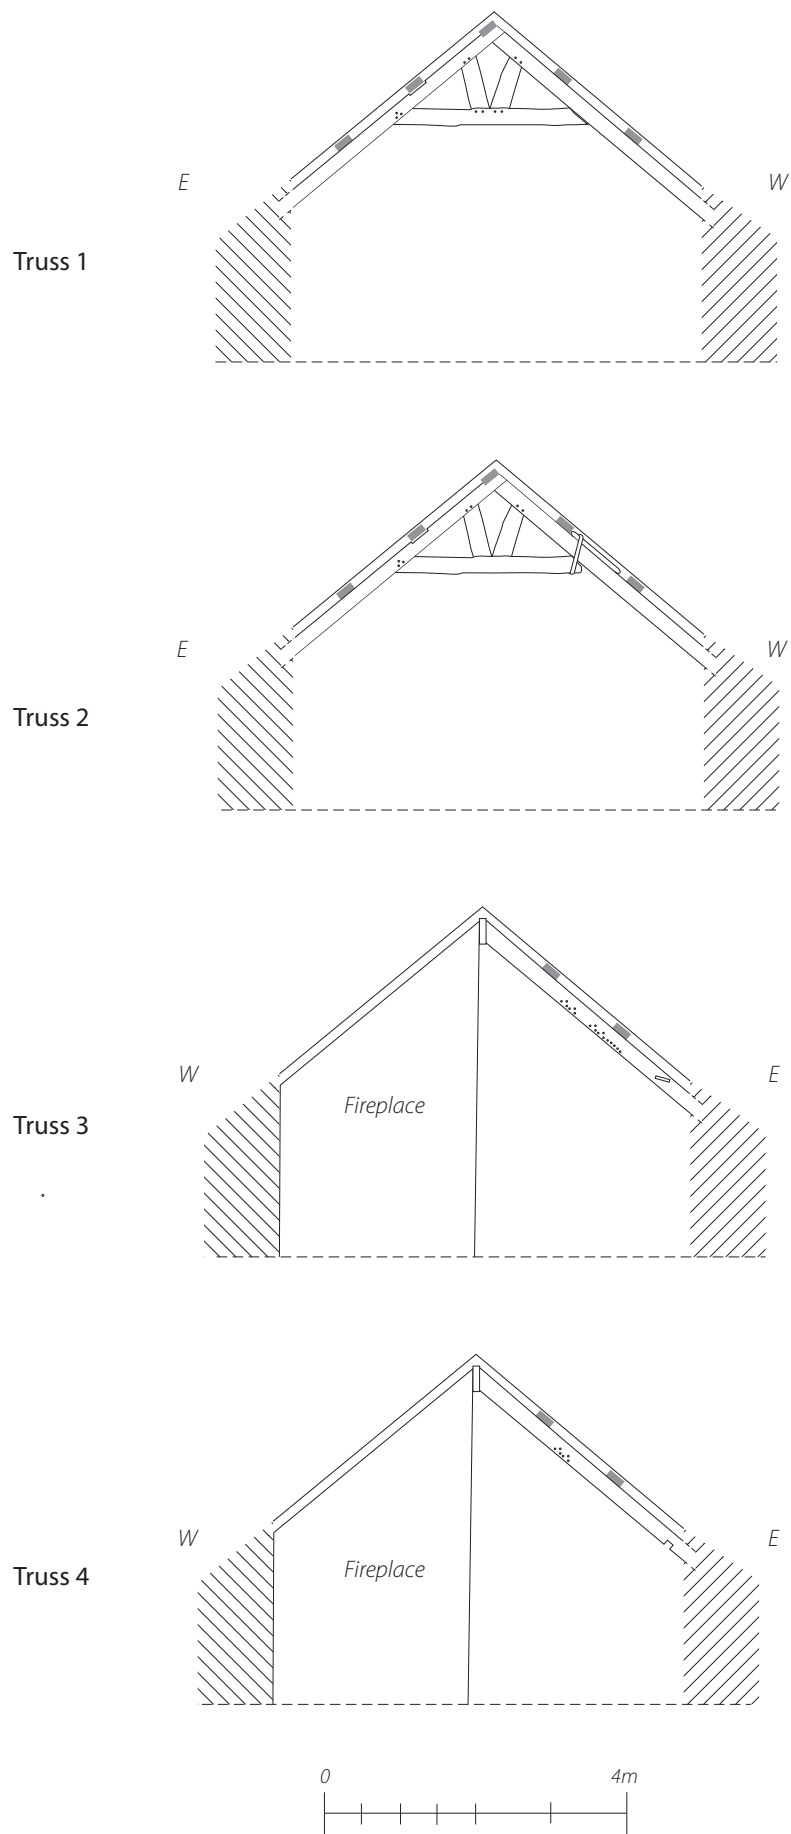 E W
Truss 1
E W
Truss 2
W E
Fireplace
Truss 3
W E
Fireplace
Truss 4
0 4m